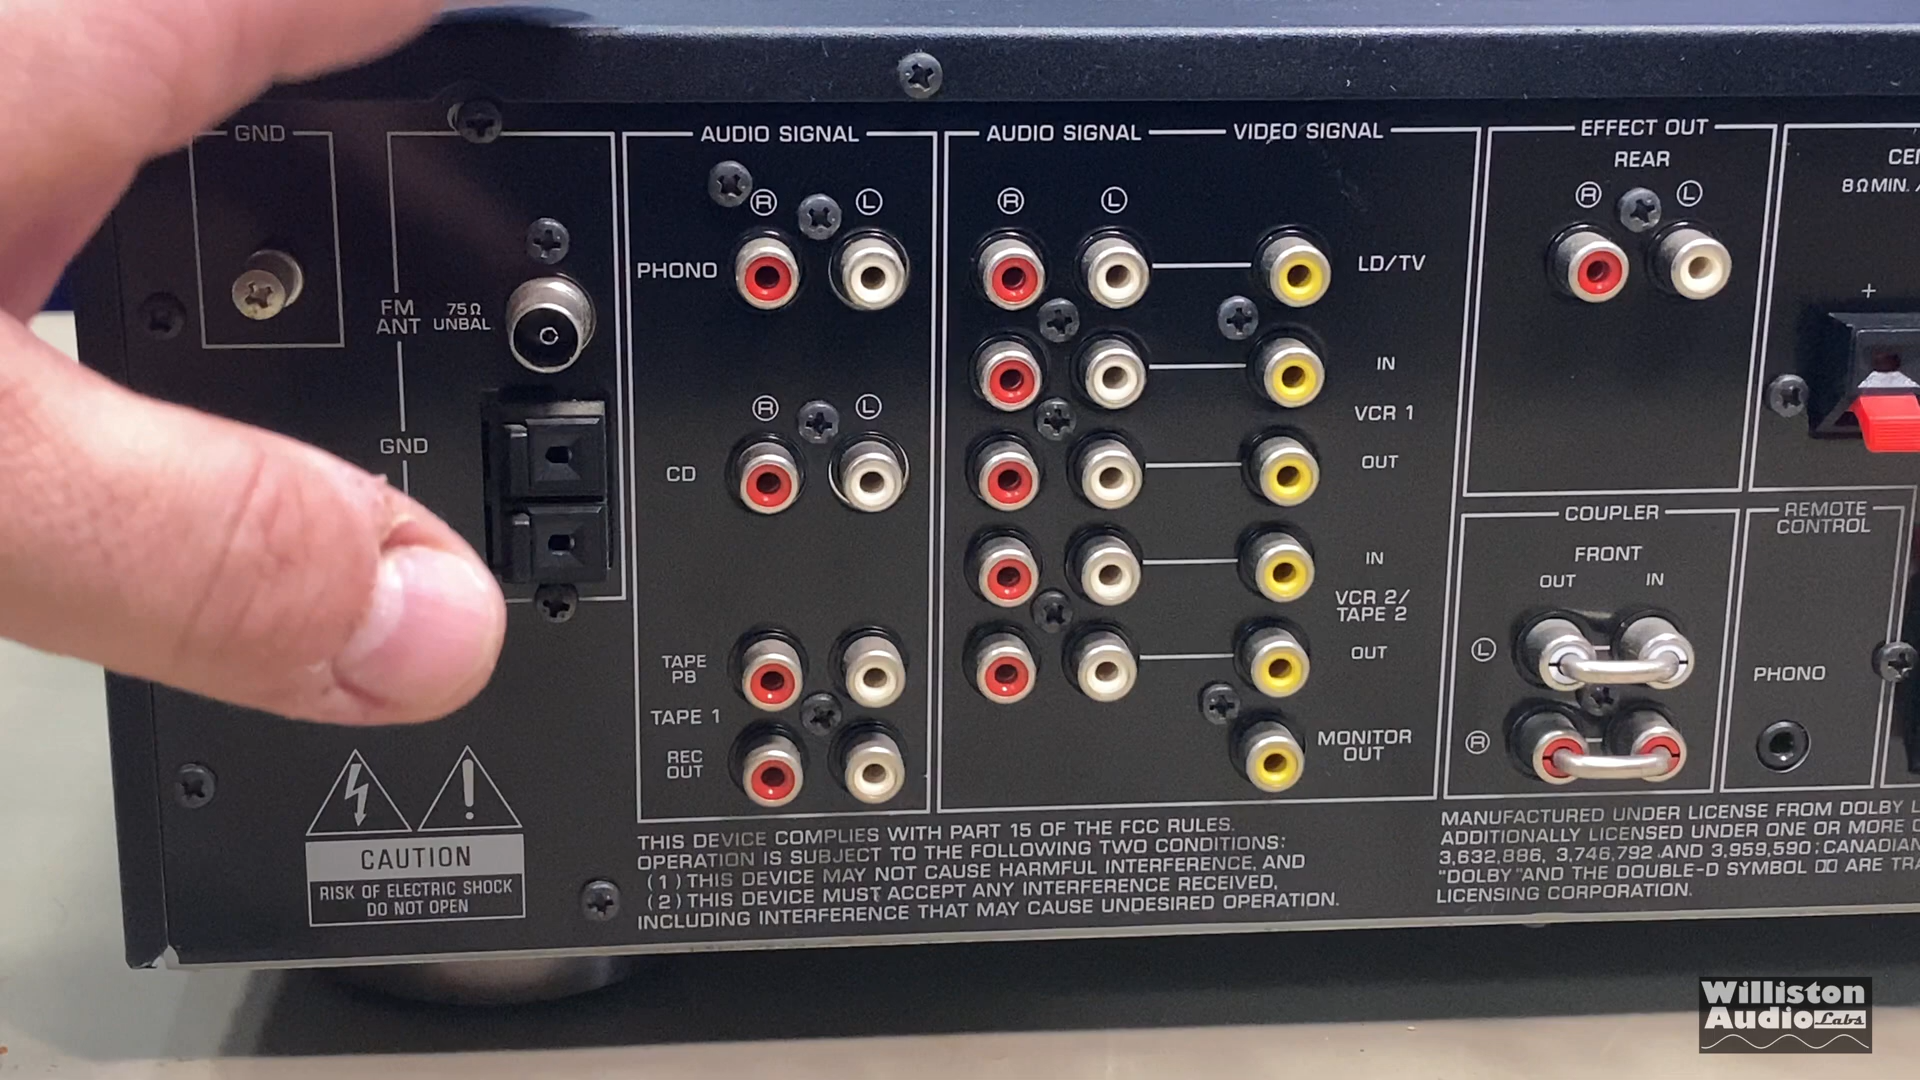 GND
AUDIO SIGNAL
AUDIO SIGNAL
VIDEO SIGNAL
EFFECT OUT
REAR
8Ω MIN.
R L
R L
R L
PHONO
LD/TV
+
FM
ANT
75Ω
UNBAL.
IN
VCR 1
OUT
R L
GND
CD
IN
VCR 2/
TAPE 2
OUT
MONITOR
OUT
TAPE
PB
TAPE 1
REC
OUT
COUPLER
FRONT
OUT IN
L
R
REMOTE
CONTROL
PHONO
CAUTION
RISK OF ELECTRIC SHOCK
DO NOT OPEN
THIS DEVICE COMPLIES WITH PART 15 OF THE FCC RULES.
OPERATION IS SUBJECT TO THE FOLLOWING TWO CONDITIONS:
(1) THIS DEVICE MAY NOT CAUSE HARMFUL INTERFERENCE, AND
(2) THIS DEVICE MUST ACCEPT ANY INTERFERENCE RECEIVED,
INCLUDING INTERFERENCE THAT MAY CAUSE UNDESIRED OPERATION.
MANUFACTURED UNDER LICENSE FROM DOLBY
ADDITIONALLY LICENSED UNDER ONE OR MORE
3,632,886, 3,746,792 AND 3,959,590; CANADIAN
"DOLBY" AND THE DOUBLE-D SYMBOL ARE
LICENSING CORPORATION.
Williston
Audio Labs